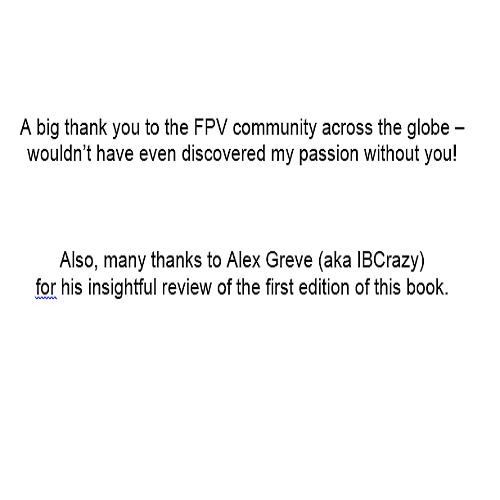 A big thank you to the FPV community across the globe –
wouldn’t have even discovered my passion without you!
Also, many thanks to Alex Greve (aka IBCrazy)
for his insightful review of the first edition of this book.